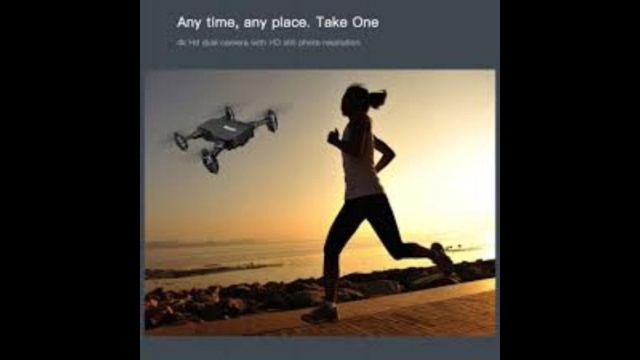 Any time, any place. Take One
4k Hd dual camera with HD still photo resolution